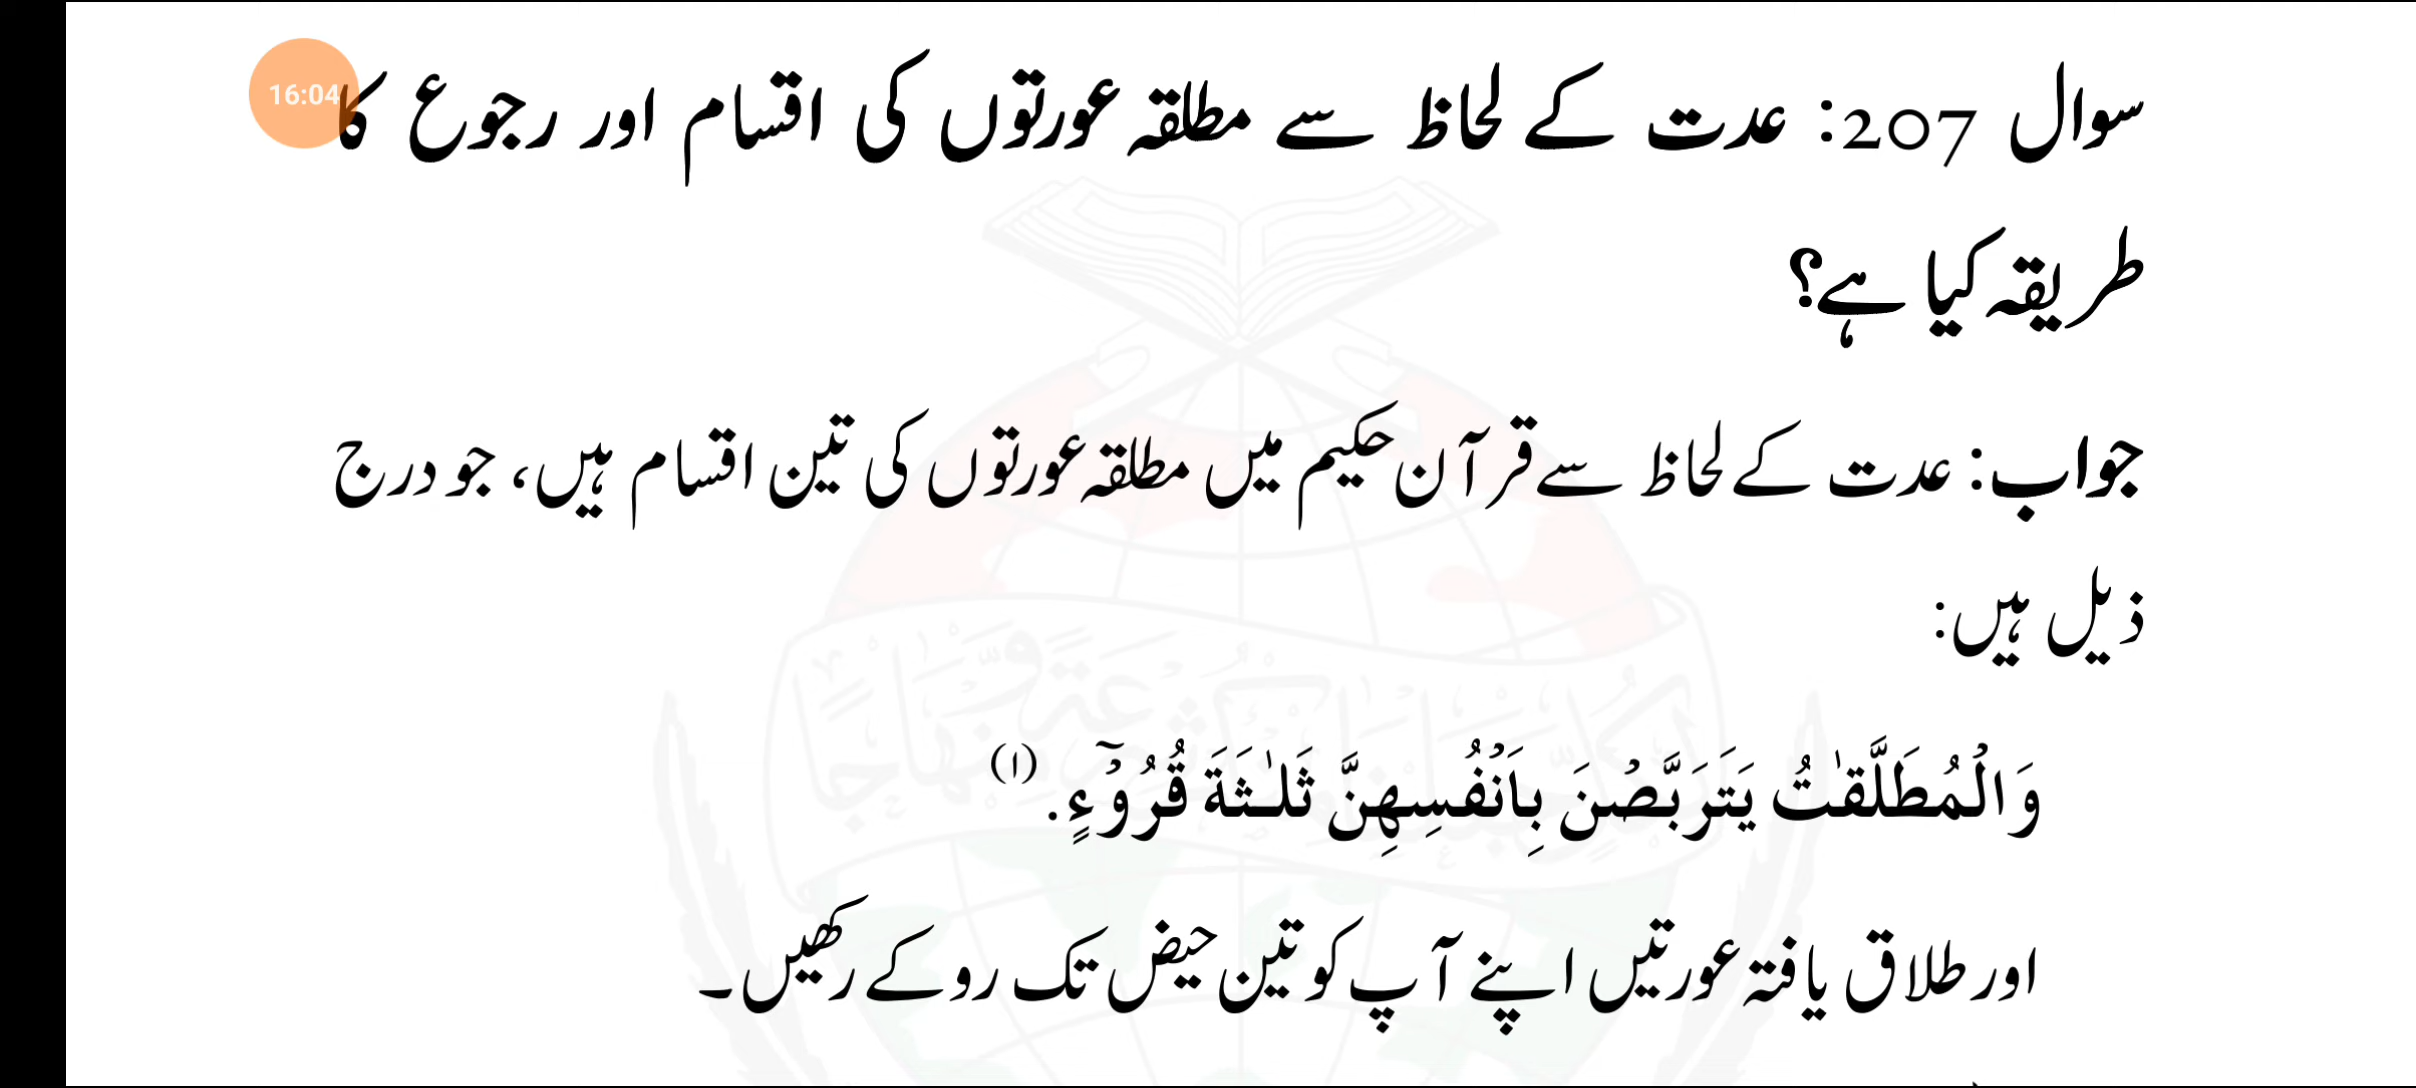 16:04
سوال 207: عدت کے لحاظ سے مطلقہ عورتوں کی اقسام اور رجوع کا
طریقہ کیا ہے؟
جواب: عدت کے لحاظ سے قرآن حکیم میں مطلقہ عورتوں کی تین اقسام ہیں، جو درج
ذیل ہیں:
وَالْمُطَلَّقٰتُ يَتَرَبَّصْنَ بِاَنْفُسِهِنَّ ثَلٰـثَةَ قُرُوْٓءٍ. (۱)
اور طلاق یافتہ عورتیں اپنے آپ کو تین حیض تک روکے رکھیں۔